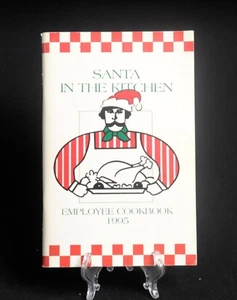 SANTA
IN THE KITCHEN
EMPLOYEE COOKBOOK
1995